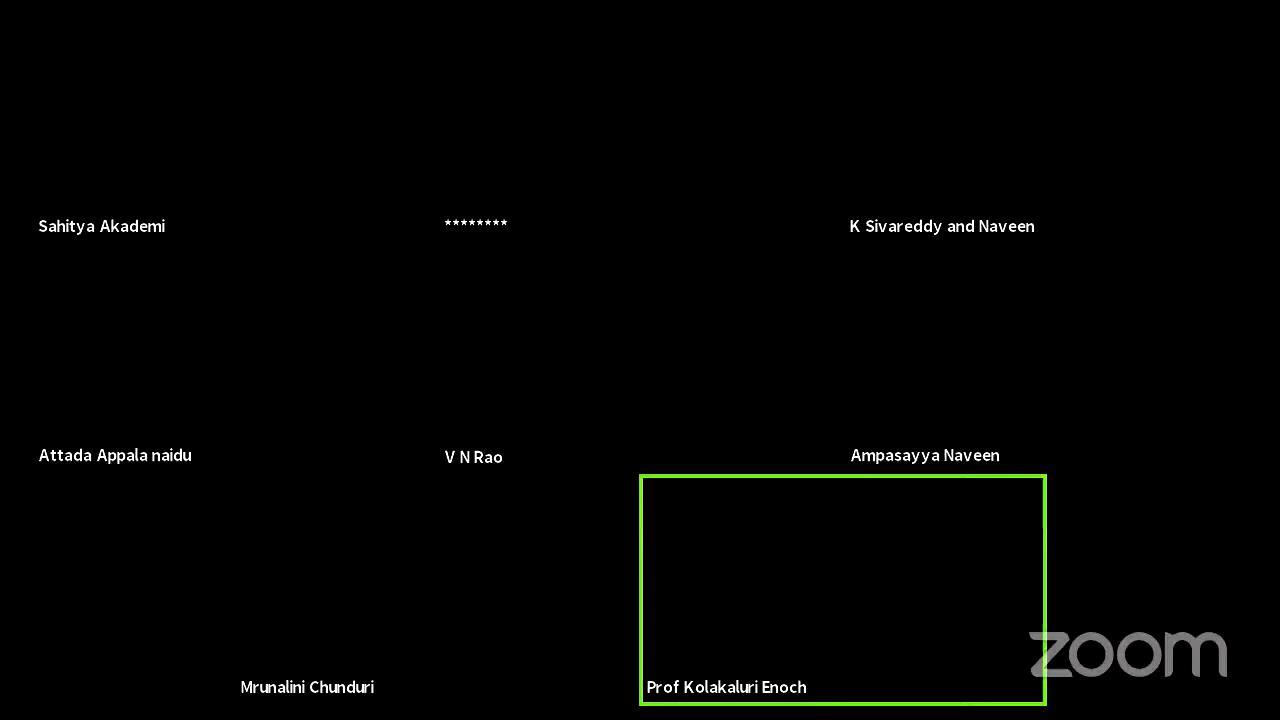 Sahitya Akademi
********
K Sivareddy and Naveen
Attada Appala naidu
V N Rao
Ampasayya Naveen
Mrunalini Chunduri
Prof Kolakaluri Enoch
zoom